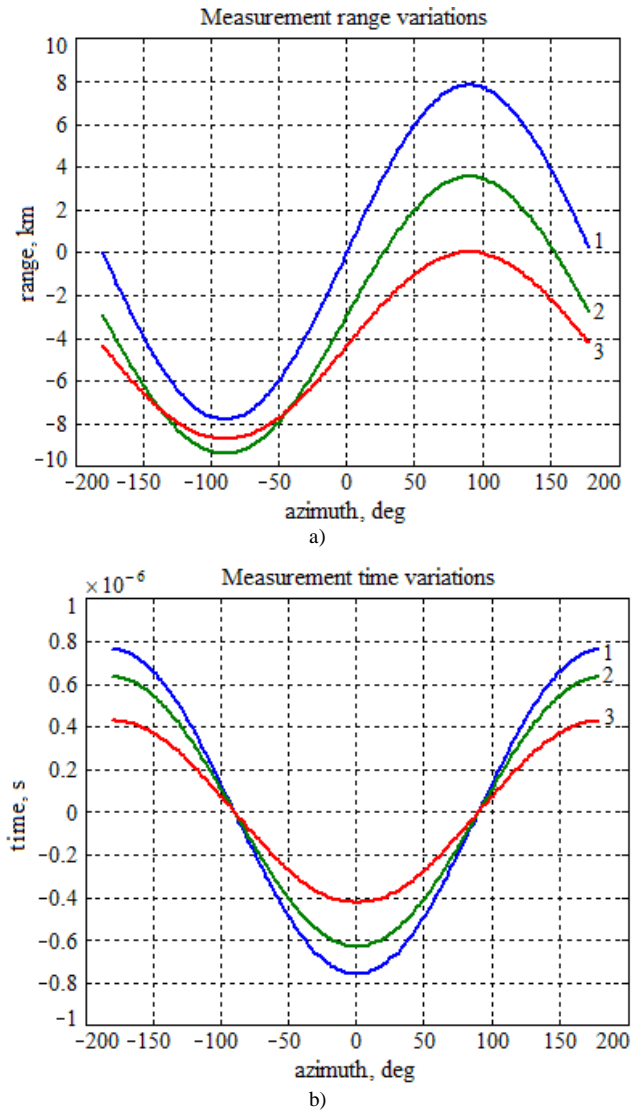 Measurement range variations
10
8
6
4
2
0
−2
−4
−6
−8
−10
range, km
1
2
3
−200 −150 −100 −50 0 50 100 150 200
azimuth, deg
a)
×10⁻⁶ Measurement time variations
1
0.8
0.6
0.4
0.2
0
−0.2
−0.4
−0.6
−0.8
−1
time, s
1
2
3
−200 −150 −100 −50 0 50 100 150 200
azimuth, deg
b)